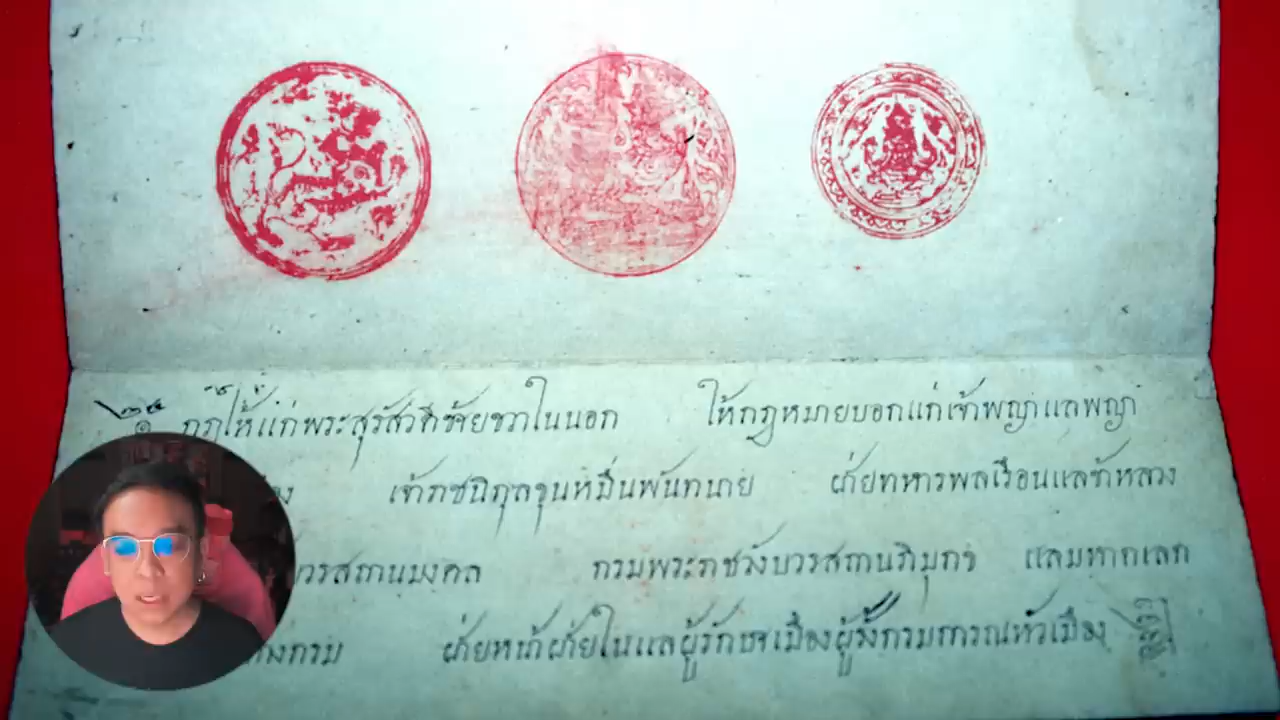 ๑ กฎให้แก่พระสุรัสวดีซ้ายขวาในนอก ให้กฎหมายบอกแก่เจ้าพญาแลพญา
เจ้าราชนิกุลขุนหมื่นพันทนาย ฝ่ายทหารพลเรือนแลข้าหลวง
บวรสถานมงคล กรมพระราชวังบวรสถานภิมุกข แลมหาดเลก
ฝ่ายหน้าฝ่ายในแลผู้รักษาเมืองผู้รั้งกรมการณหัวเมือง